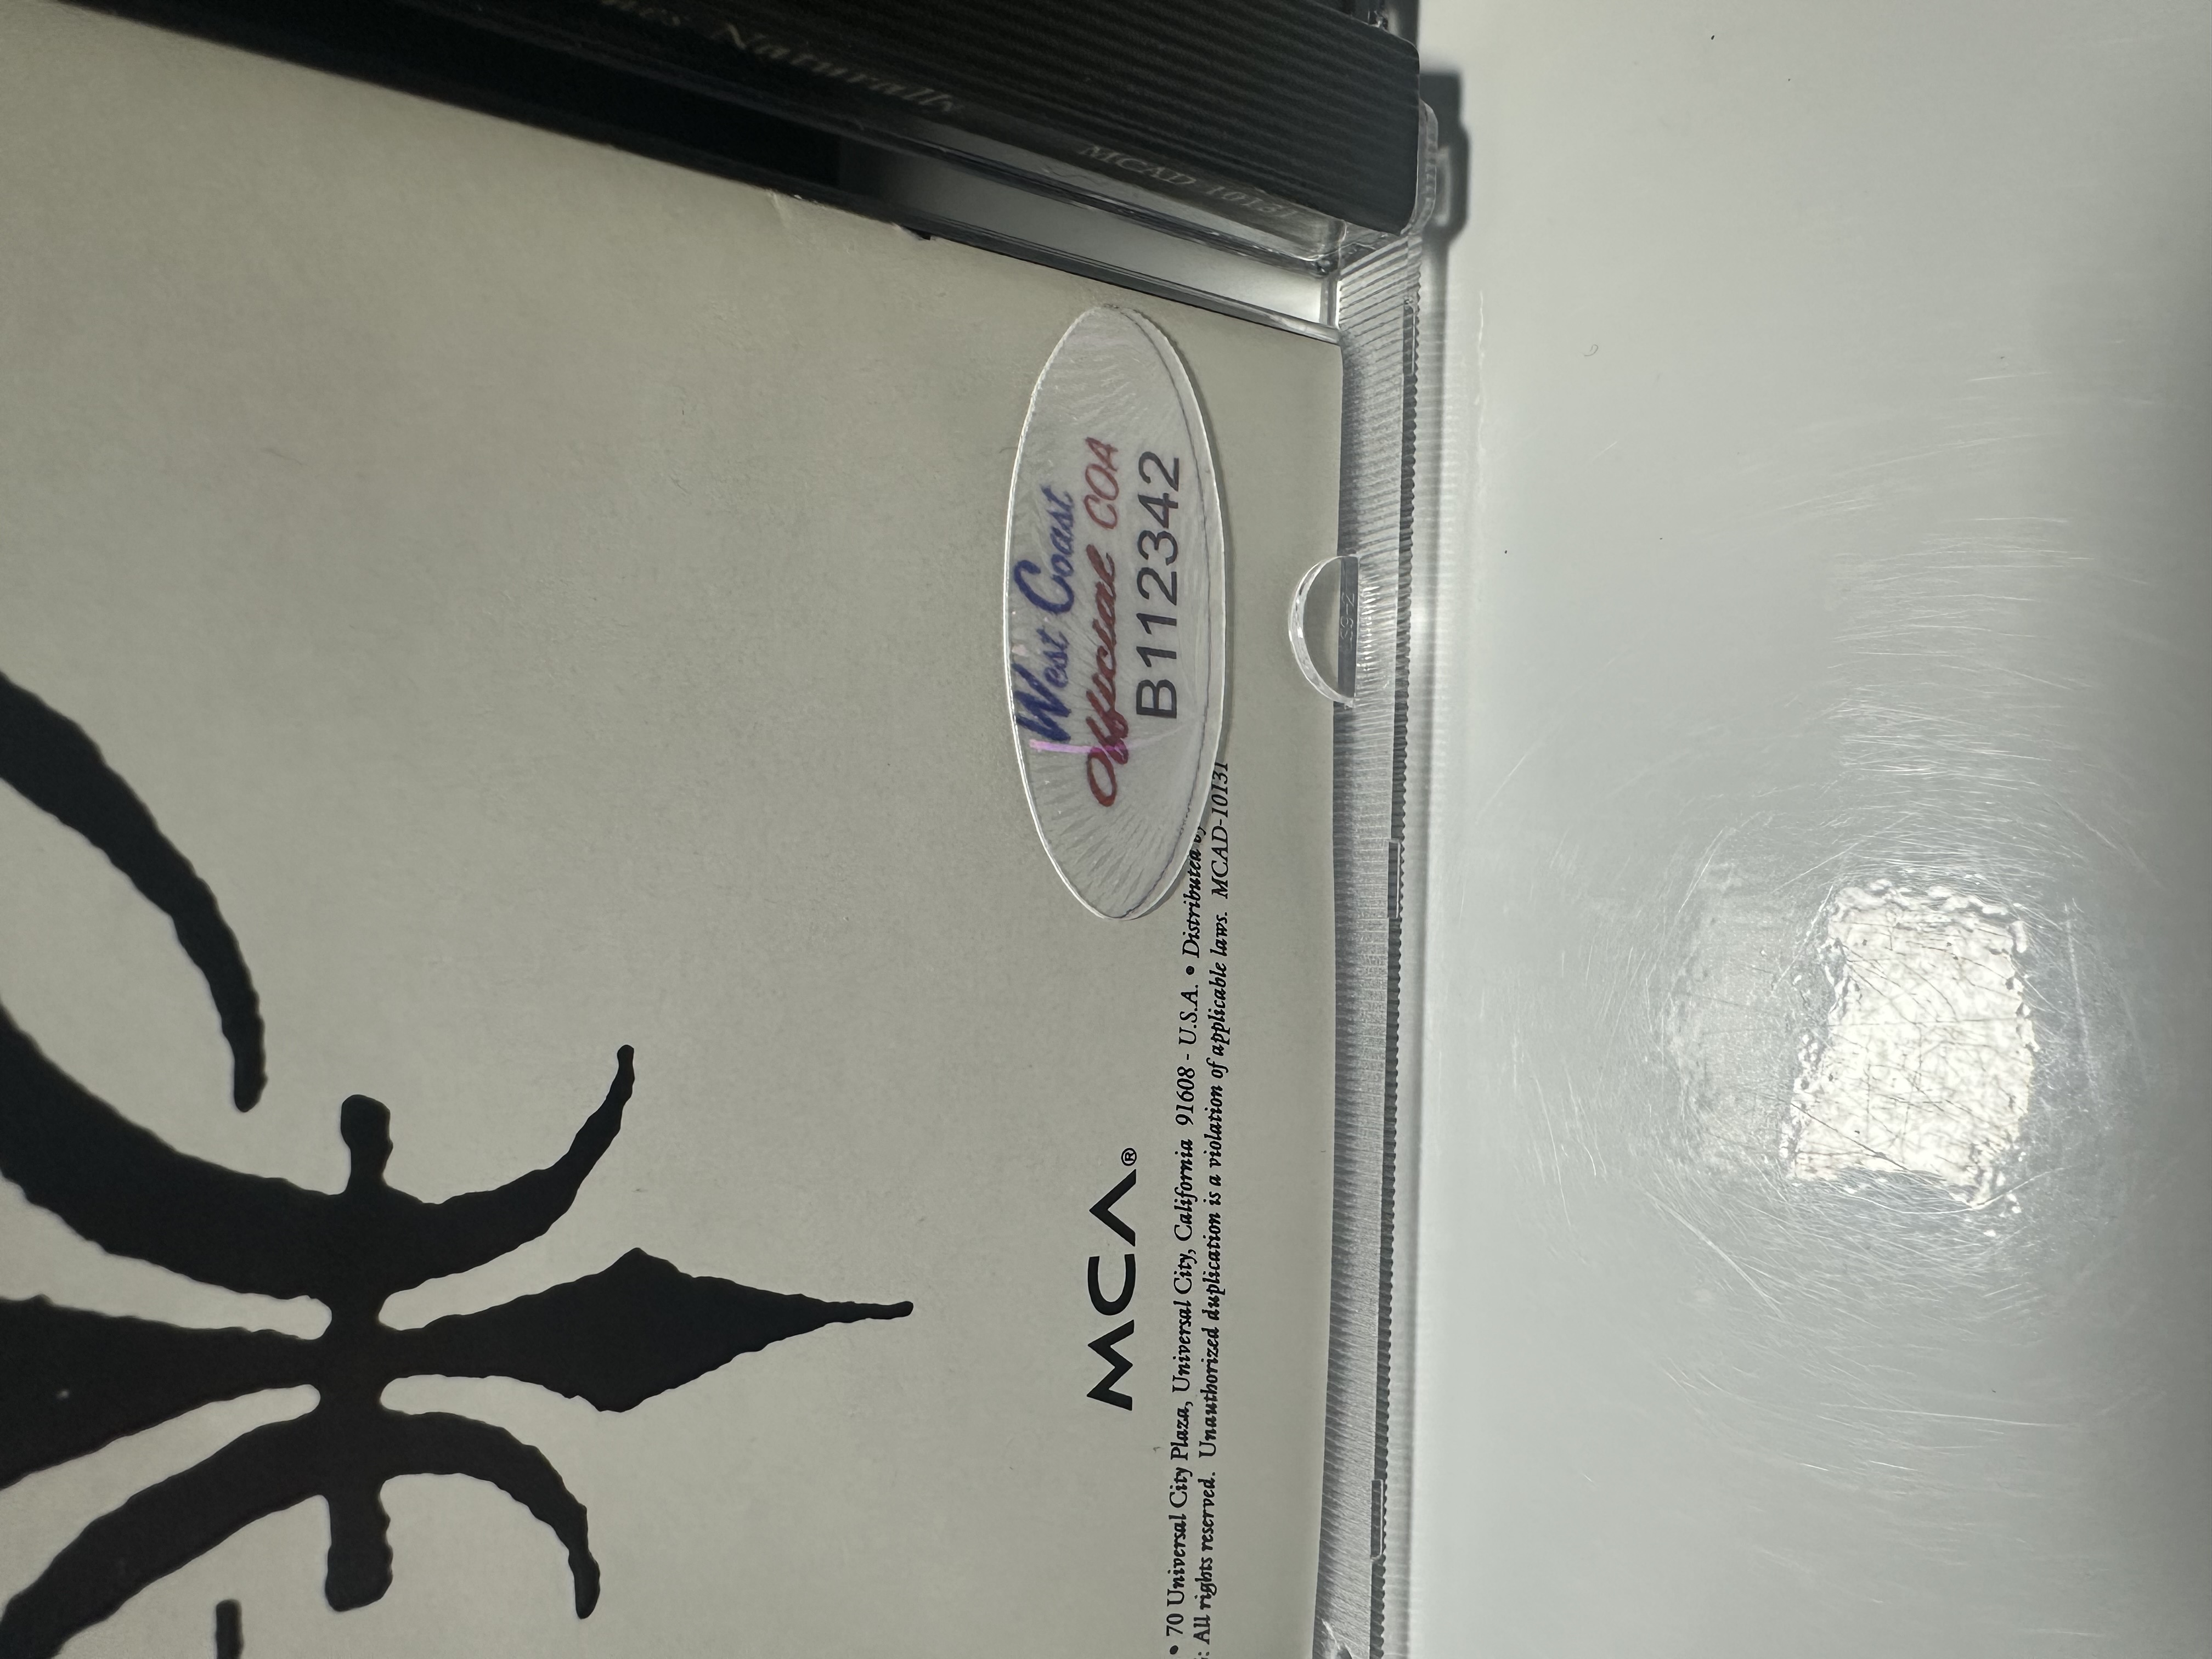 Naturally
MCAD 10131
West Coast
Official COA
B112342
MCA®
• 70 Universal City Plaza, Universal City, California 91608 - U.S.A. • Distributed
All rights reserved. Unauthorized duplication is a violation of applicable laws. MCAD-10131